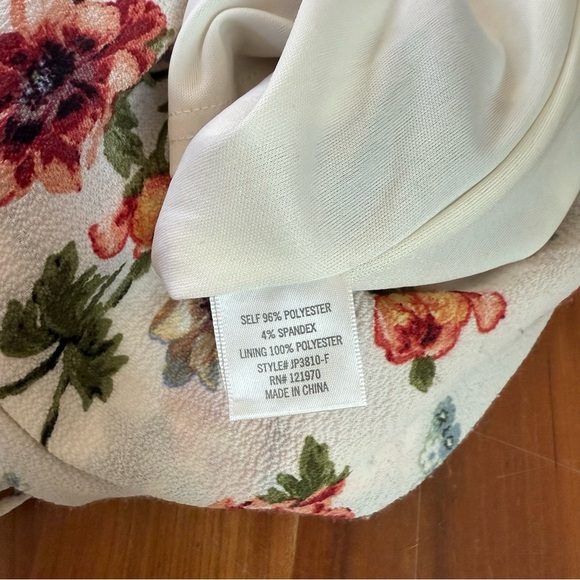 SELF 96% POLYESTER
4% SPANDEX
LINING 100% POLYESTER
STYLE# JP3810-F
RN# 121970
MADE IN CHINA